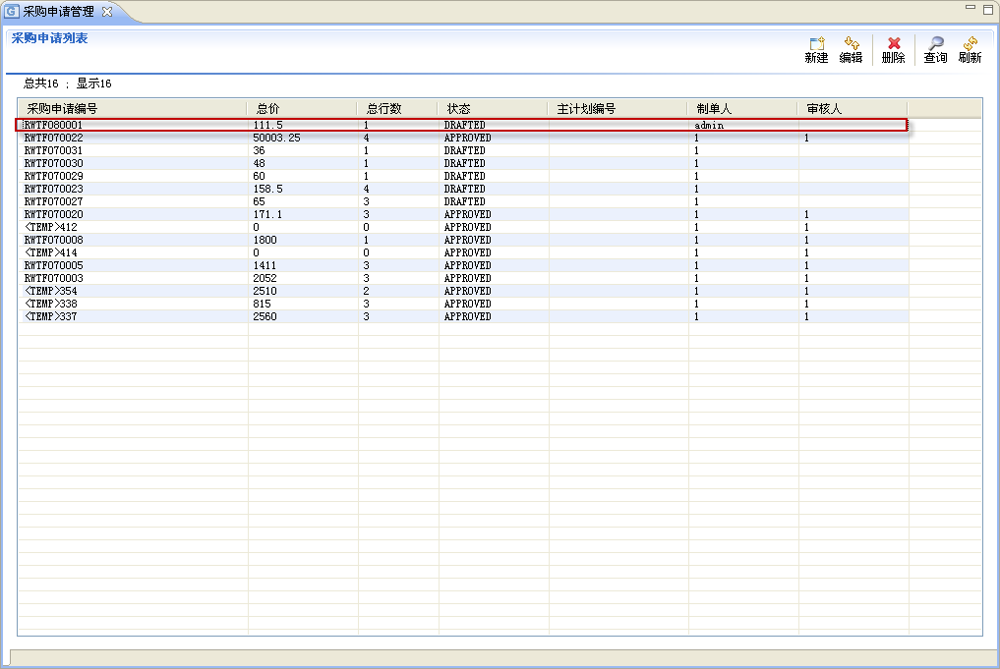 采购申请管理
采购申请列表
新建 编辑 删除 查询 刷新
总共16 ; 显示16
采购申请编号 总价 总行数 状态 主计划编号 制单人 审核人
RWTF080001 111.5 1 DRAFTED admin
RWTF070022 50003.25 4 APPROVED 1 1
RWTF070031 36 1 DRAFTED 1
RWTF070030 48 1 DRAFTED 1
RWTF070029 60 1 DRAFTED 1
RWTF070023 158.5 4 DRAFTED 1
RWTF070027 65 3 DRAFTED 1
RWTF070020 171.1 3 APPROVED 1 1
<TEMP>412 0 0 APPROVED 1 1
RWTF070008 1800 1 APPROVED 1 1
<TEMP>414 0 0 APPROVED 1 1
RWTF070005 1411 3 APPROVED 1 1
RWTF070003 2052 3 APPROVED 1 1
<TEMP>354 2510 2 APPROVED 1 1
<TEMP>338 815 3 APPROVED 1 1
<TEMP>337 2560 3 APPROVED 1 1